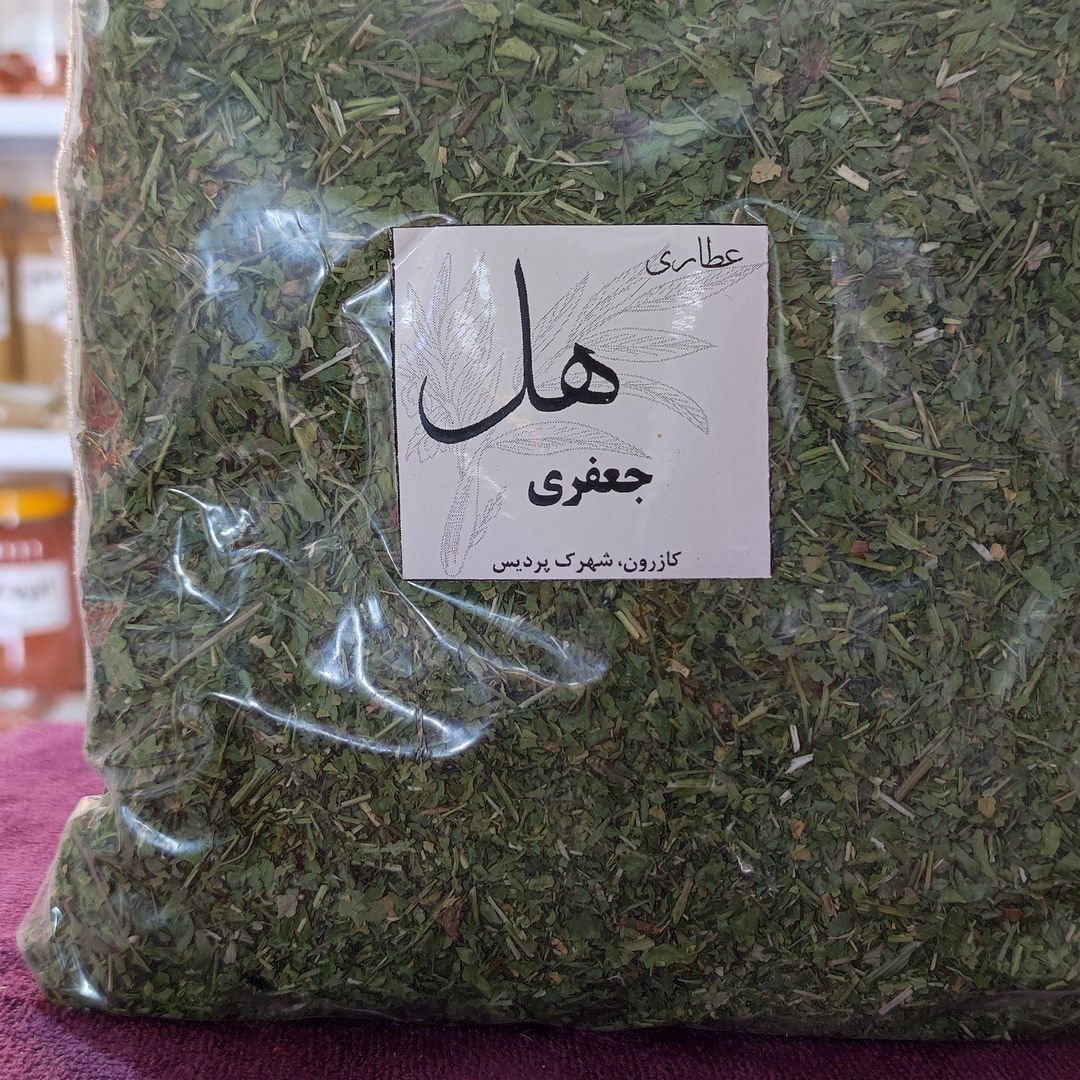 عطاری
هل
جعفری
کازرون، شهرک پردیس